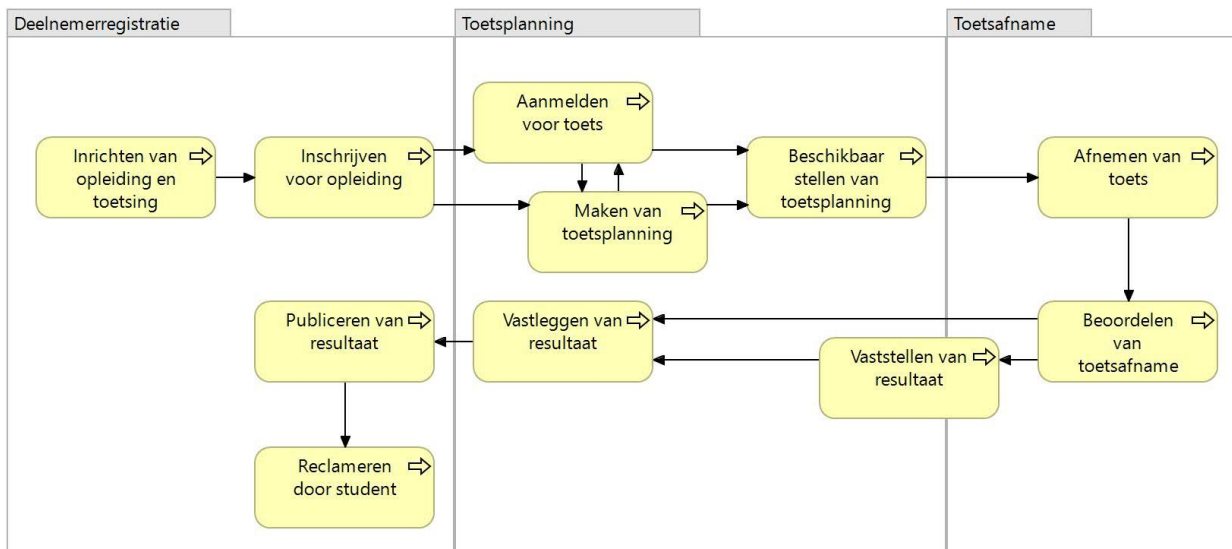 Deelnemerregistratie
Toetsplanning
Toetsafname
Inrichten van
opleiding en
toetsing
Inschrijven
voor opleiding
Aanmelden
voor toets
Maken van
toetsplanning
Beschikbaar
stellen van
toetsplanning
Afnemen van
toets
Publiceren van
resultaat
Vastleggen van
resultaat
Vaststellen van
resultaat
Beoordelen
van
toetsafname
Reclameren
door student